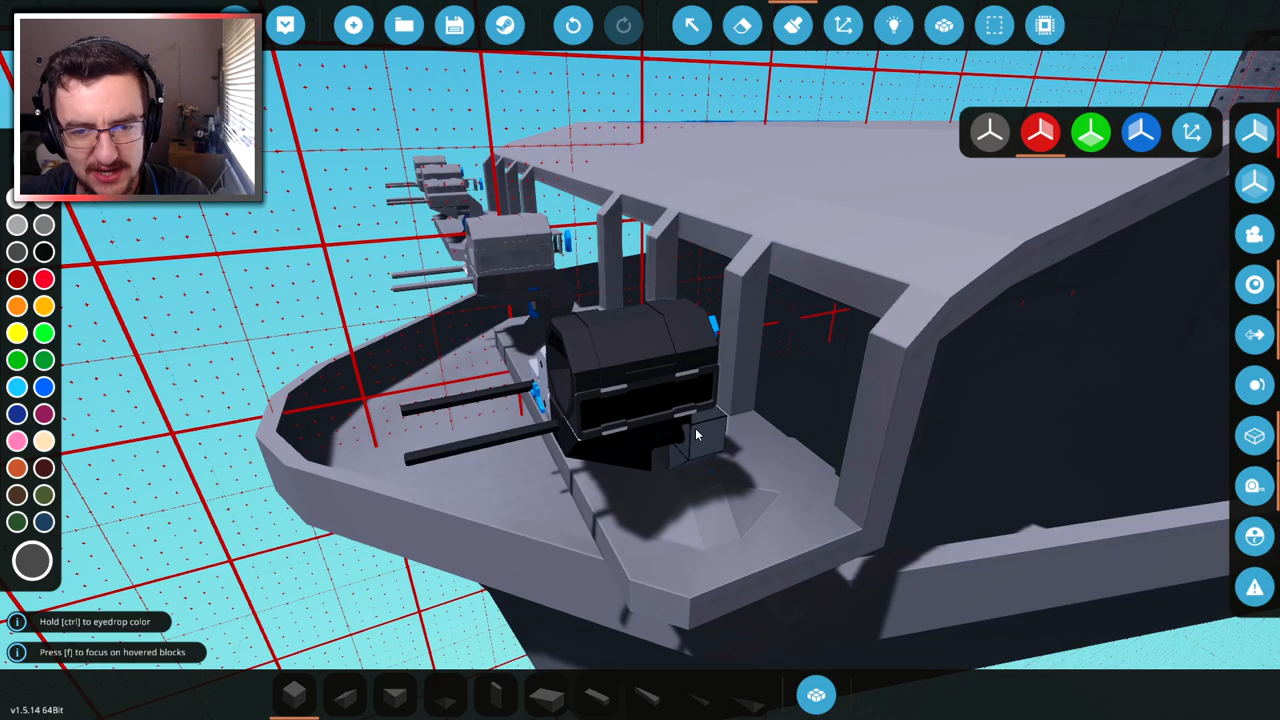 Hold [ctrl] to eyedrop color
Press [f] to focus on hovered blocks
v1.5.14 64Bit